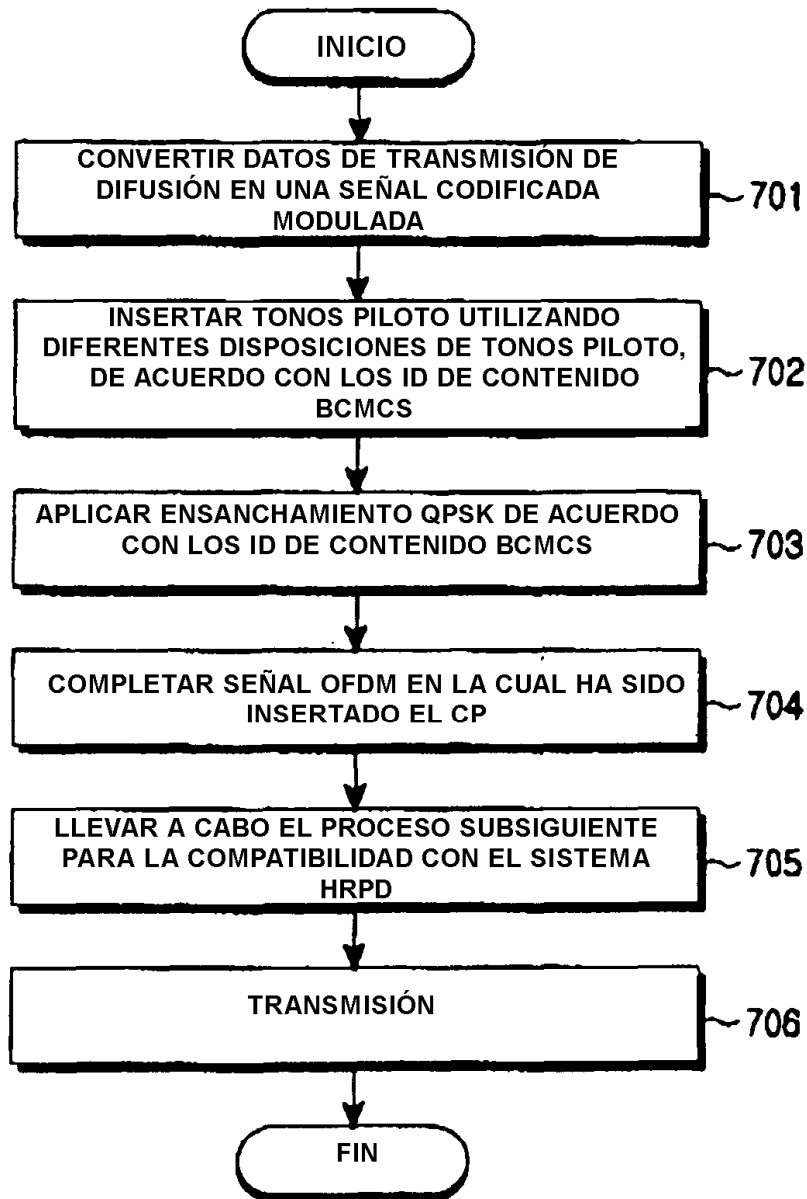 INICIO
CONVERTIR DATOS DE TRANSMISIÓN DE
DIFUSIÓN EN UNA SEÑAL CODIFICADA
MODULADA
701
INSERTAR TONOS PILOTO UTILIZANDO
DIFERENTES DISPOSICIONES DE TONOS PILOTO,
DE ACUERDO CON LOS ID DE CONTENIDO
BCMCS
702
APLICAR ENSANCHAMIENTO QPSK DE ACUERDO
CON LOS ID DE CONTENIDO BCMCS
703
COMPLETAR SEÑAL OFDM EN LA CUAL HA SIDO
INSERTADO EL CP
704
LLEVAR A CABO EL PROCESO SUBSIGUIENTE
PARA LA COMPATIBILIDAD CON EL SISTEMA
HRPD
705
TRANSMISIÓN
706
FIN